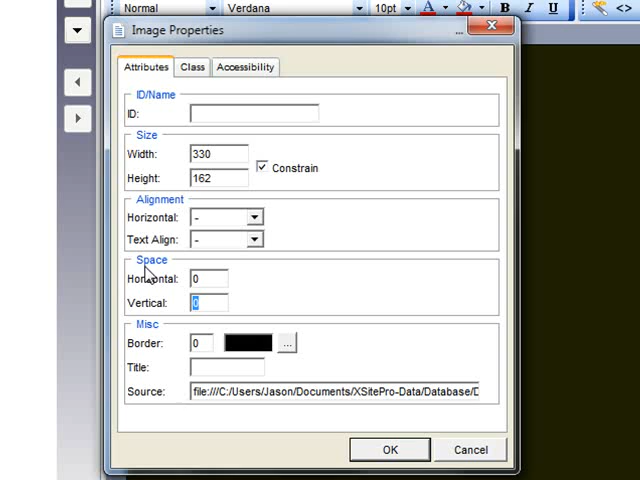 Normal Verdana 10pt A B I U <>
Image Properties
Attributes Class Accessibility
ID/Name
ID:
Size
Width: 330
Constrain
Height: 162
Alignment
Horizontal: -
Text Align: -
Space
Horizontal: 0
Vertical: 0
Misc
Border: 0 ...
Title:
Source: file:///C:/Users/Jason/Documents/XSitePro-Data/Database/D
OK Cancel